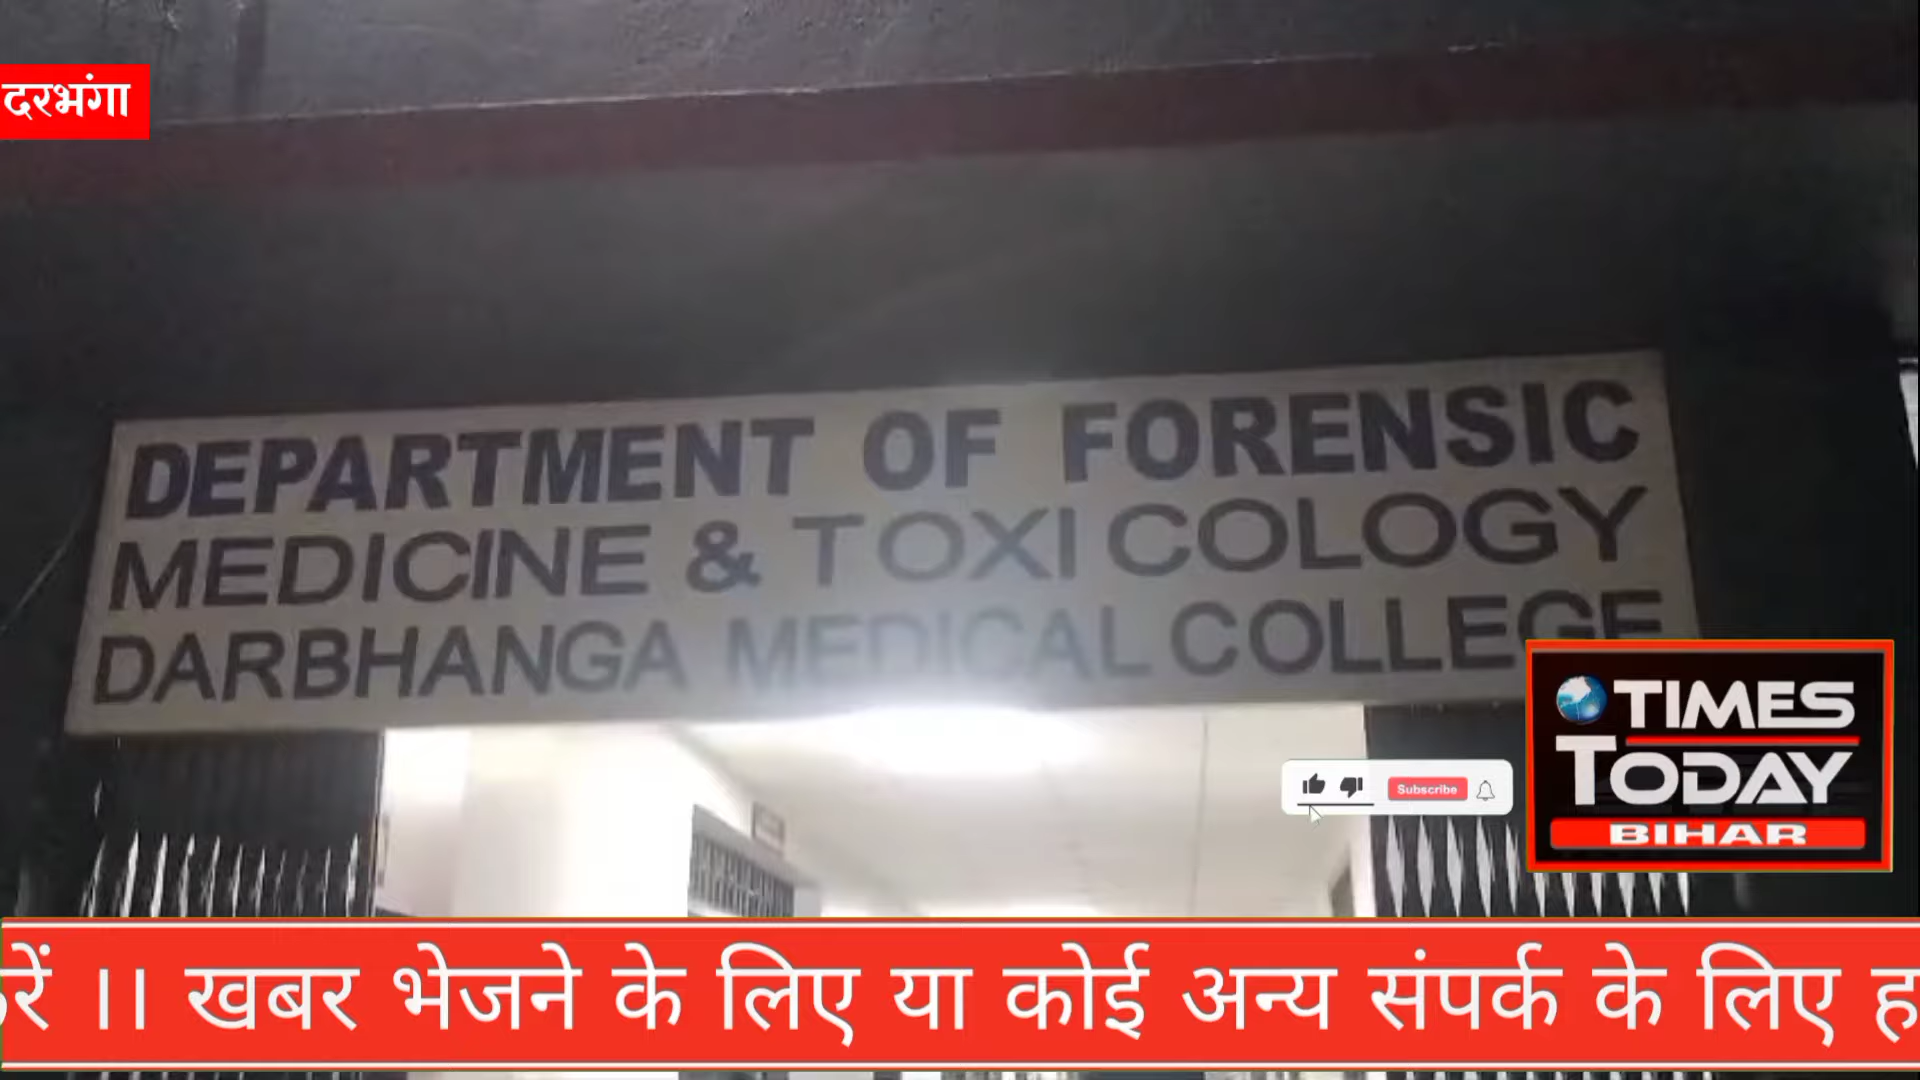 दरभंगा
DEPARTMENT OF FORENSIC
MEDICINE & TOXICOLOGY
DARBHANGA MEDICAL COLLEGE
TIMES
TODAY
BIHAR
Subscribe
।। खबर भेजने के लिए या कोई अन्य संपर्क के लिए